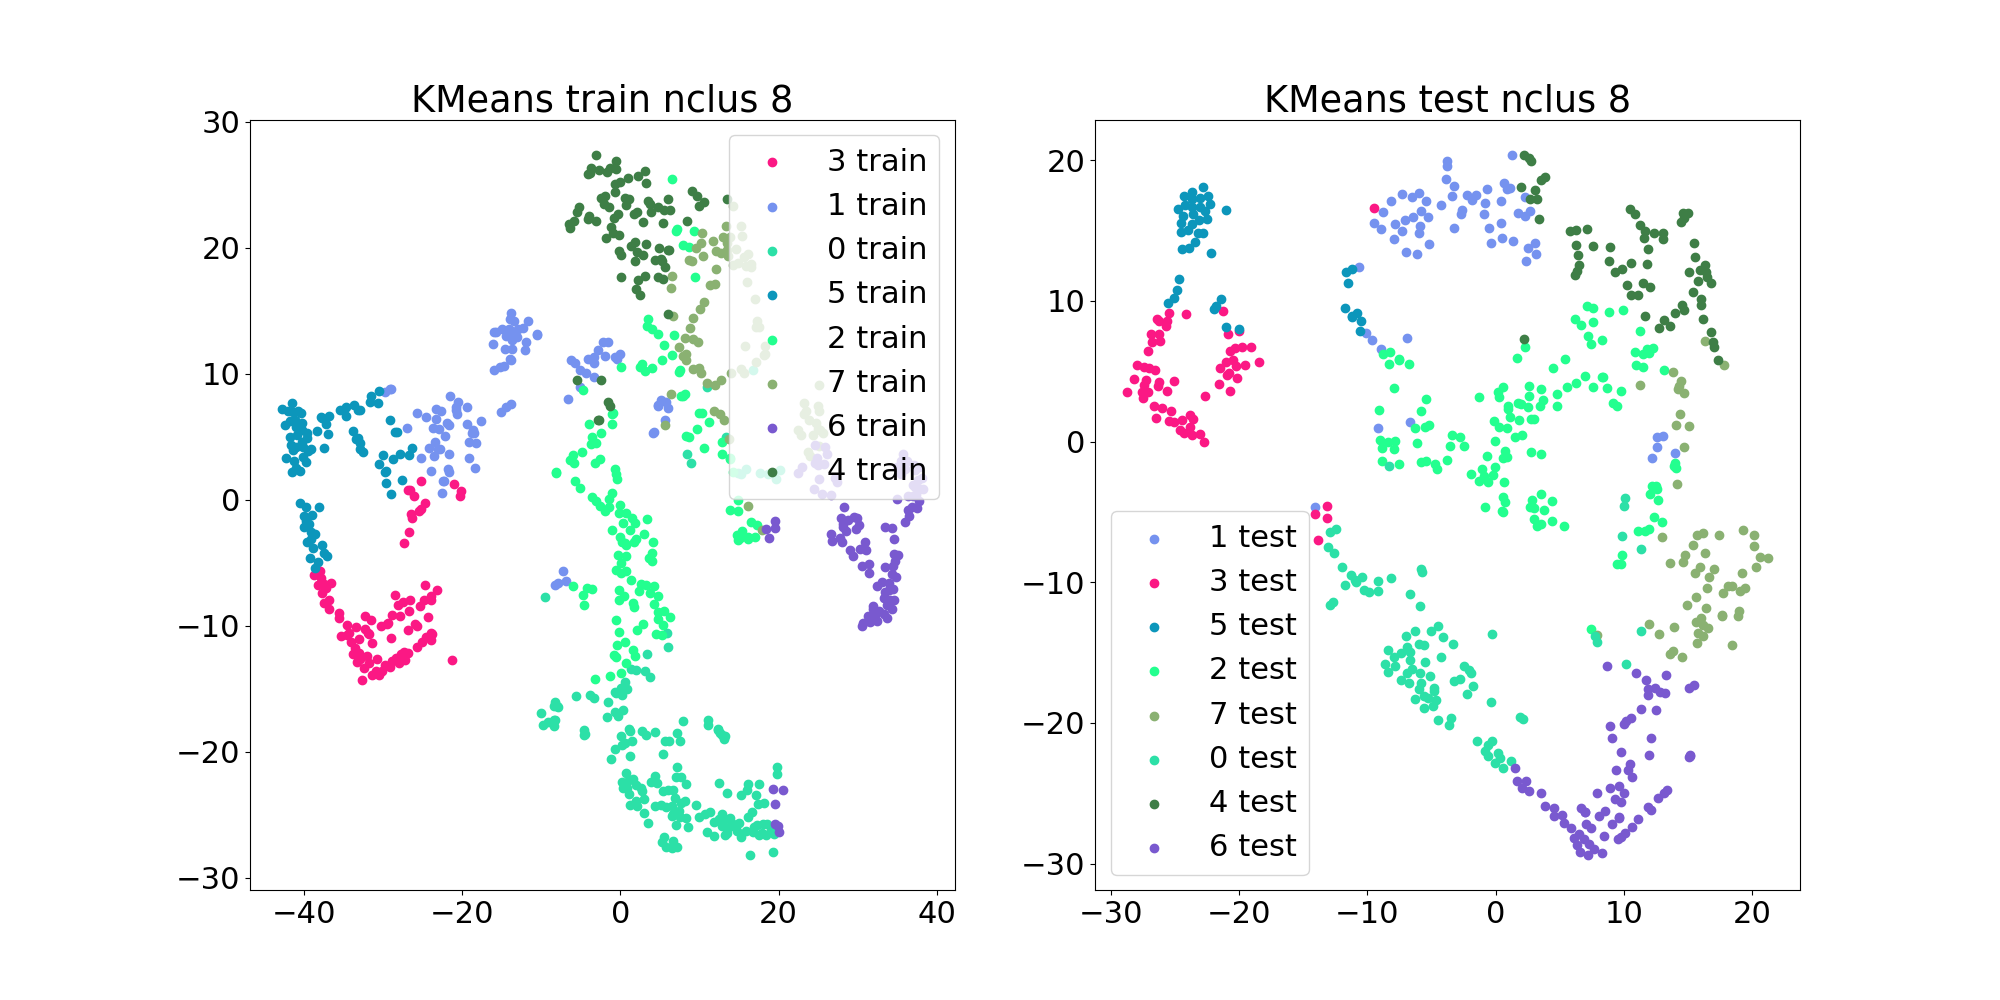 KMeans train nclus 8
30
20
10
0
−10
−20
−30
−40
−20
0
20
40
3 train
1 train
0 train
5 train
2 train
7 train
6 train
4 train
KMeans test nclus 8
20
10
0
−10
−20
−30
−30
−20
−10
0
10
20
1 test
3 test
5 test
2 test
7 test
0 test
4 test
6 test